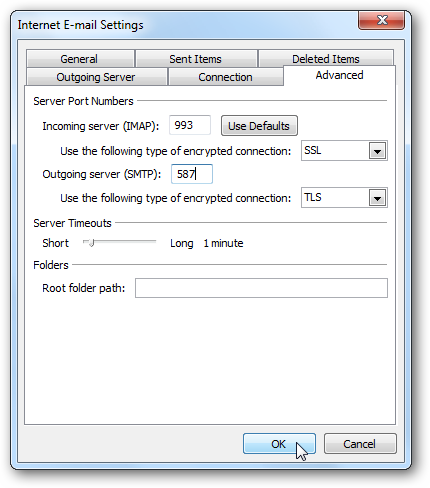 Internet E-mail Settings
General Sent Items Deleted Items
Outgoing Server Connection Advanced
Server Port Numbers
Incoming server (IMAP): 993 Use Defaults
Use the following type of encrypted connection: SSL
Outgoing server (SMTP): 587
Use the following type of encrypted connection: TLS
Server Timeouts
Short Long 1 minute
Folders
Root folder path:
OK Cancel